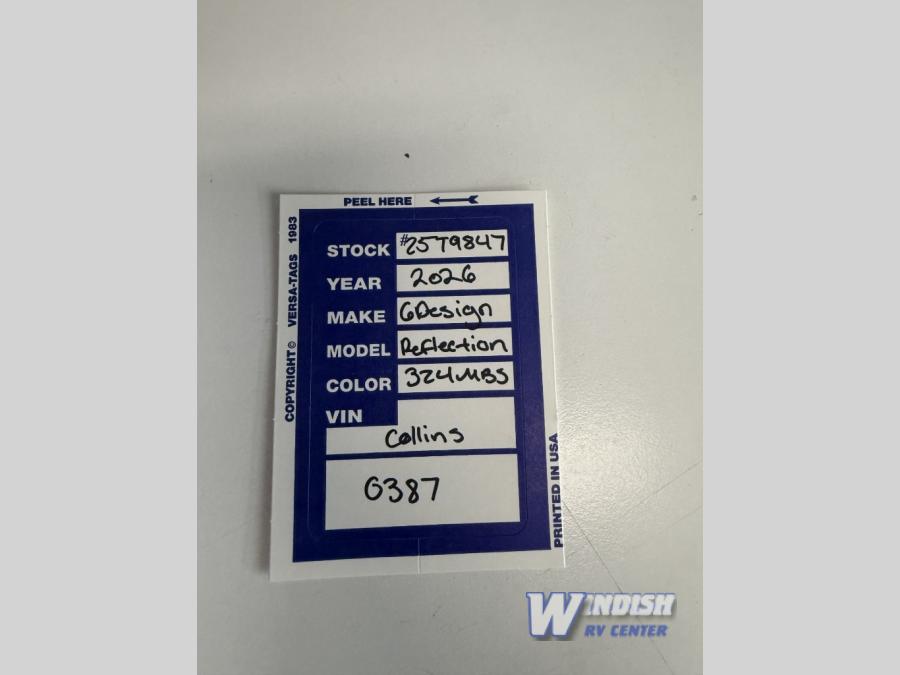 PEEL HERE
COPYRIGHT© VERSA-TAGS 1983
STOCK #25T9847
YEAR 2026
MAKE GDesign
MODEL Reflection
COLOR 324MBS
VIN
Collins
G387
PRINTED IN USA
WINDISH
RV CENTER